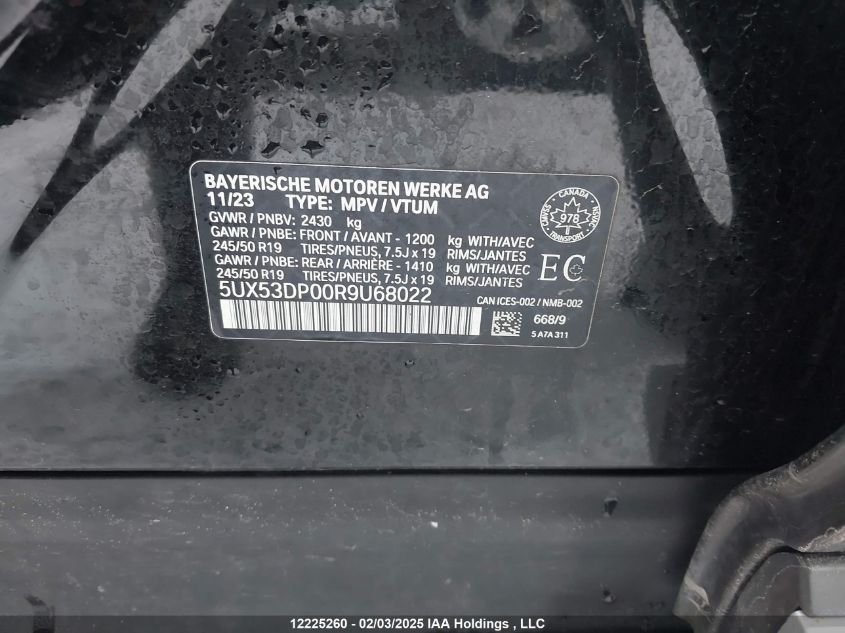 BAYERISCHE MOTOREN WERKE AG
11/23 TYPE: MPV / VTUM
GVWR / PNBV: 2430 kg
GAWR / PNBE: FRONT / AVANT - 1200 kg WITH/AVEC
245/50 R19 TIRES/PNEUS, 7.5J x 19 RIMS/JANTES
GAWR / PNBE: REAR / ARRIÈRE - 1410 kg WITH/AVEC
245/50 R19 TIRES/PNEUS, 7.5J x 19 RIMS/JANTES
5UX53DP00R9U68022
CANADA
CMVSS 978 NSVAC
TRANSPORT
EC
CAN ICES-002 / NMB-002
668/9
5 A7A 311
12225260 - 02/03/2025 IAA Holdings , LLC